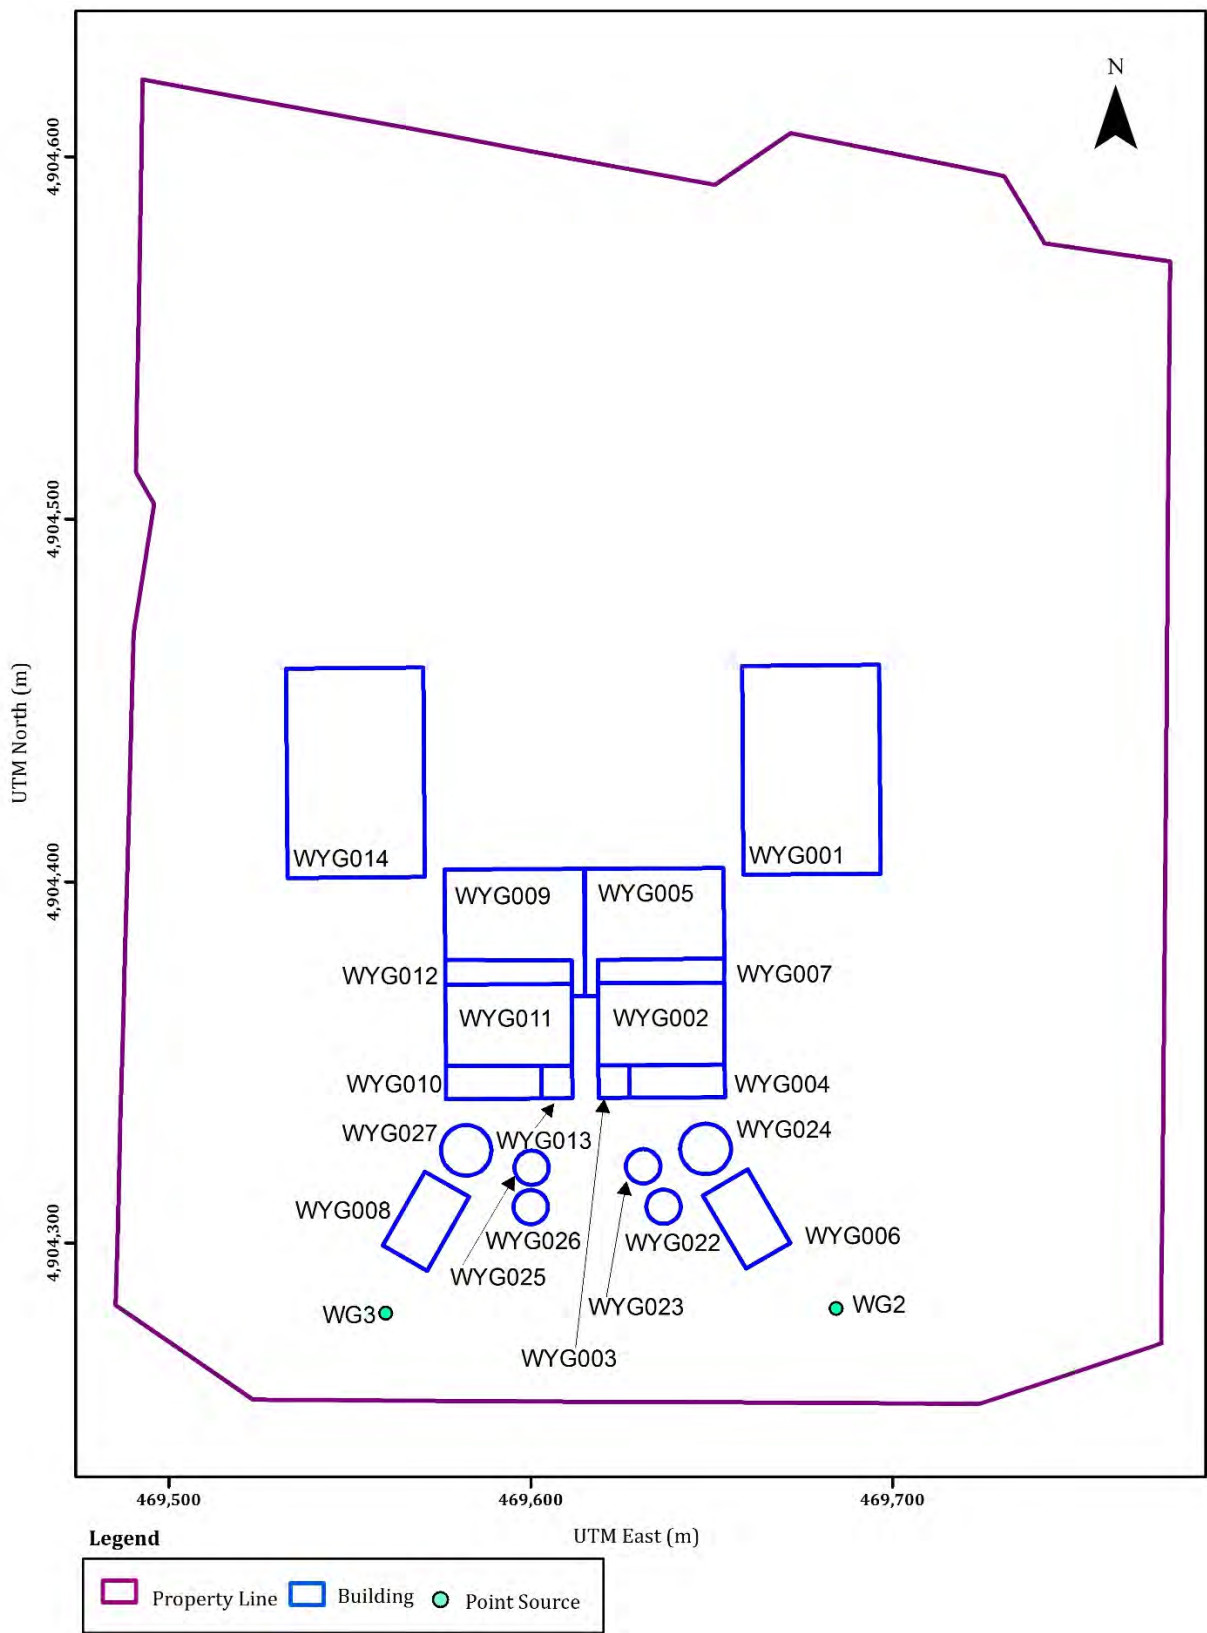 N
4,904,600
4,904,500
UTM North (m)
WYG014
WYG001
4,904,400
WYG009
WYG005
WYG012
WYG007
WYG011
WYG002
WYG010
WYG004
WYG027
WYG013
WYG024
WYG008
WYG026
WYG022
WYG006
4,904,300
WYG025
WYG023
WG3
WG2
WYG003
469,500
469,600
469,700
UTM East (m)
Legend
Property Line
Building
Point Source